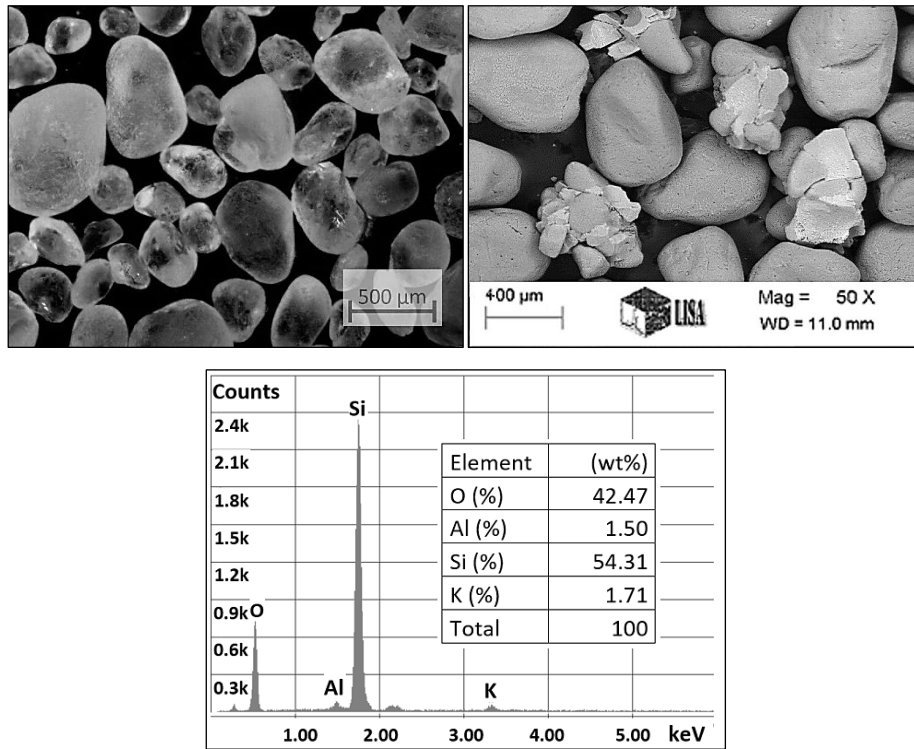 500 µm
400 µm
LISA
Mag = 50 X
WD = 11.0 mm
Counts
2.4k
2.1k
1.8k
1.5k
1.2k
0.9k
0.6k
0.3k
Si
O
Al
K
1.00 2.00 3.00 4.00 5.00 keV
Element (wt%)
O (%) 42.47
Al (%) 1.50
Si (%) 54.31
K (%) 1.71
Total 100